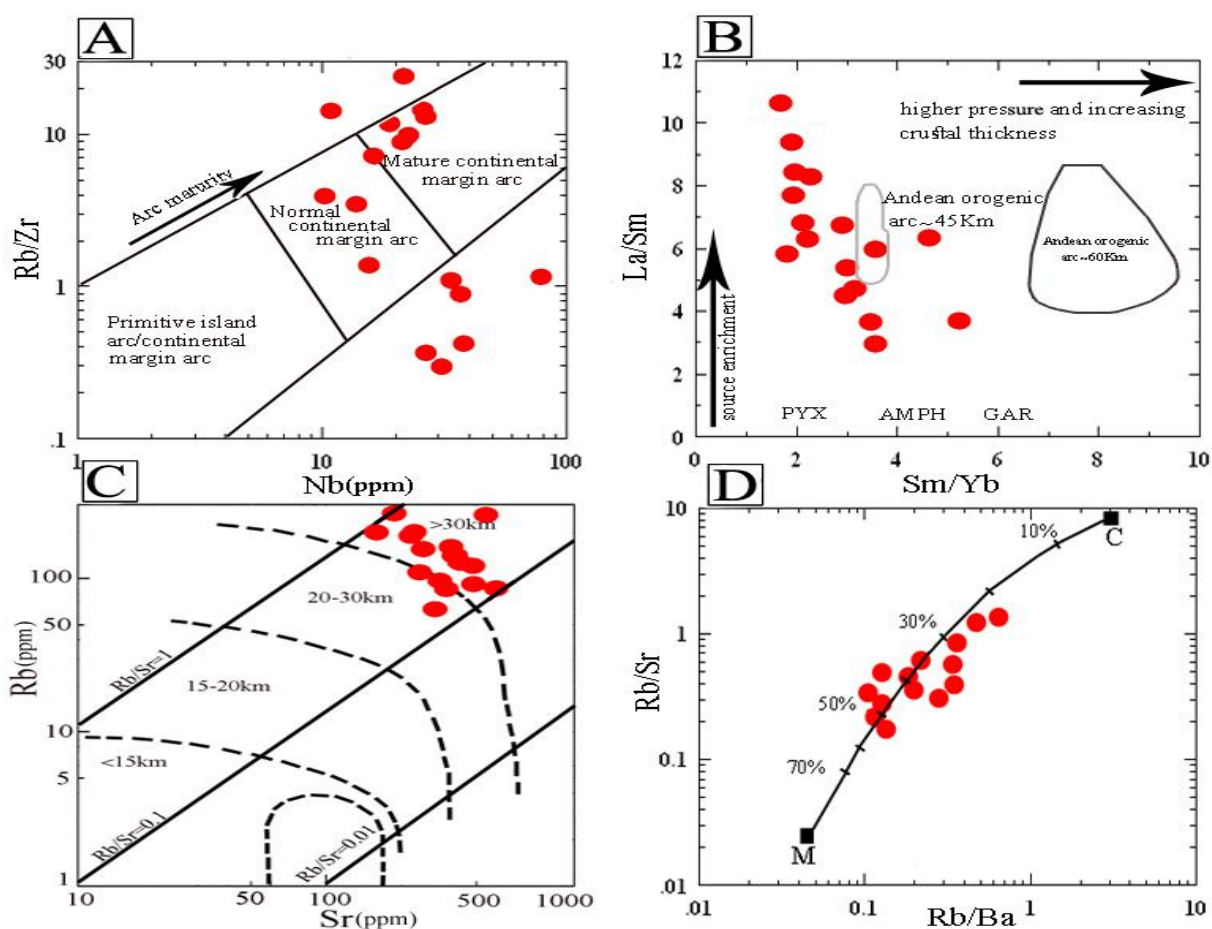 A
30
10
1
.1
Rb/Zr
Arc maturity
Mature continental
margin arc
Normal
continental
margin arc
Primitive island
arc/continental
margin arc
1
10
100
Nb(ppm)
B
12
10
8
6
4
2
0
La/Sm
higher pressure and increasing
crustal thickness
Andean orogenic
arc~45Km
Andean orogenic
arc~60Km
source enrichment
PYX
AMPH
GAR
0
2
4
6
8
10
Sm/Yb
C
100
50
10
5
1
Rb(ppm)
>30km
20-30km
15-20km
<15km
Rb/Sr=1
Rb/Sr=0.1
Rb/Sr=0.01
10
50
100
500
1000
Sr(ppm)
D
10
1
0.1
.01
Rb/Sr
10%
C
30%
50%
70%
M
.01
0.1
1
10
Rb/Ba